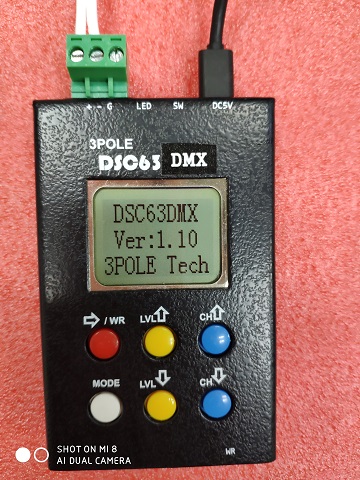 + - G LED SW DC5V
3POLE
DSC63 DMX
DSC63DMX
Ver:1.10
3POLE Tech
/WR LVL CH
MODE LVL CH
WR
SHOT ON MI 8
AI DUAL CAMERA